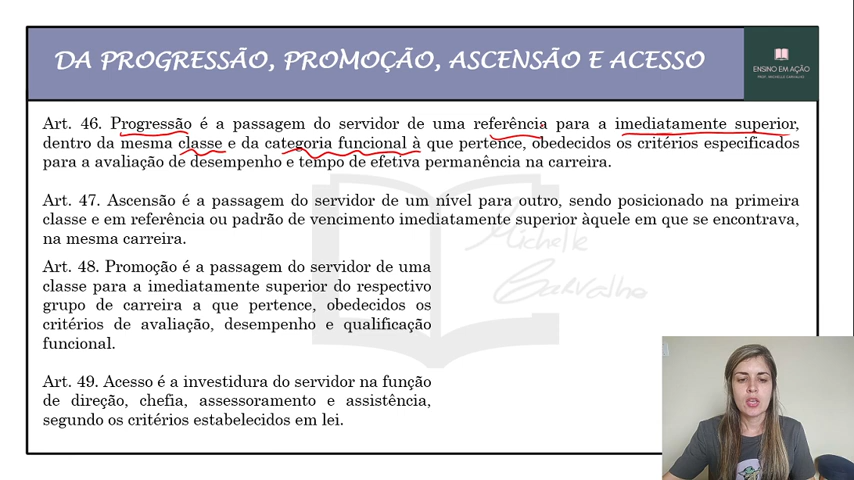 DA PROGRESSÃO, PROMOÇÃO, ASCENSÃO E ACESSO
ENSINO EM AÇÃO
PROF. MICHELLE CARVALHO
Art. 46. Progressão é a passagem do servidor de uma referência para a imediatamente superior,
dentro da mesma classe e da categoria funcional à que pertence, obedecidos os critérios especificados
para a avaliação de desempenho e tempo de efetiva permanência na carreira.
Art. 47. Ascensão é a passagem do servidor de um nível para outro, sendo posicionado na primeira
classe e em referência ou padrão de vencimento imediatamente superior àquele em que se encontrava,
na mesma carreira.
Art. 48. Promoção é a passagem do servidor de uma
classe para a imediatamente superior do respectivo
grupo de carreira a que pertence, obedecidos os
critérios de avaliação, desempenho e qualificação
funcional.
Art. 49. Acesso é a investidura do servidor na função
de direção, chefia, assessoramento e assistência,
segundo os critérios estabelecidos em lei.
Michelle
Carvalho